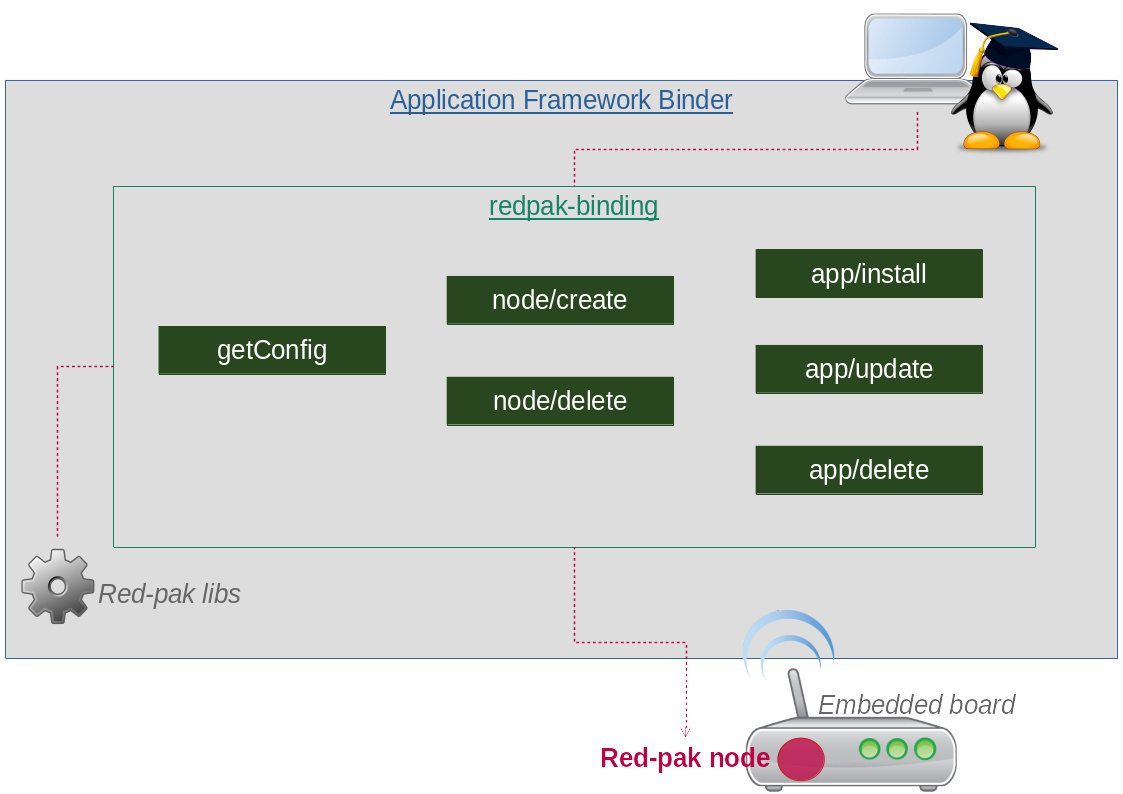 Application Framework Binder
redpak-binding
getConfig
node/create
node/delete
app/install
app/update
app/delete
Red-pak libs
Embedded board
Red-pak node